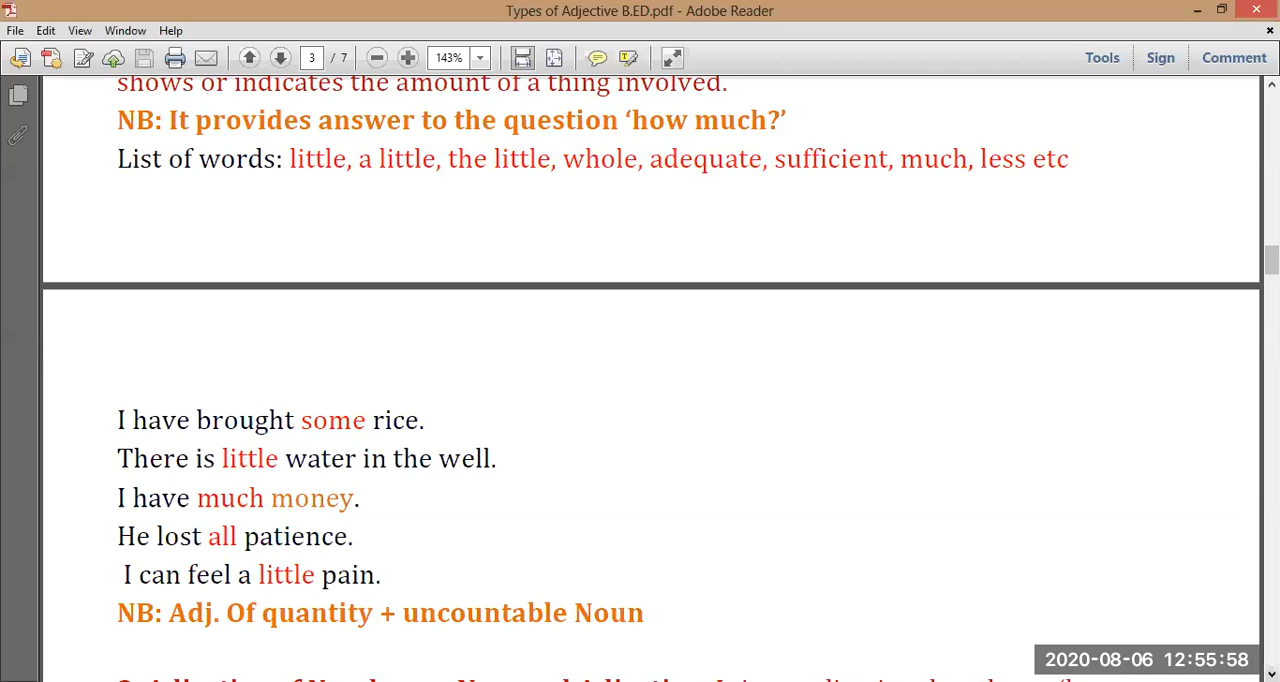 Types of Adjective B.ED.pdf - Adobe Reader
File Edit View Window Help
3 / 7 143% Tools Sign Comment
shows or indicates the amount of a thing involved.
NB: It provides answer to the question ‘how much?’
List of words: little, a little, the little, whole, adequate, sufficient, much, less etc
I have brought some rice.
There is little water in the well.
I have much money.
He lost all patience.
I can feel a little pain.
NB: Adj. Of quantity + uncountable Noun
2020-08-06 12:55:58